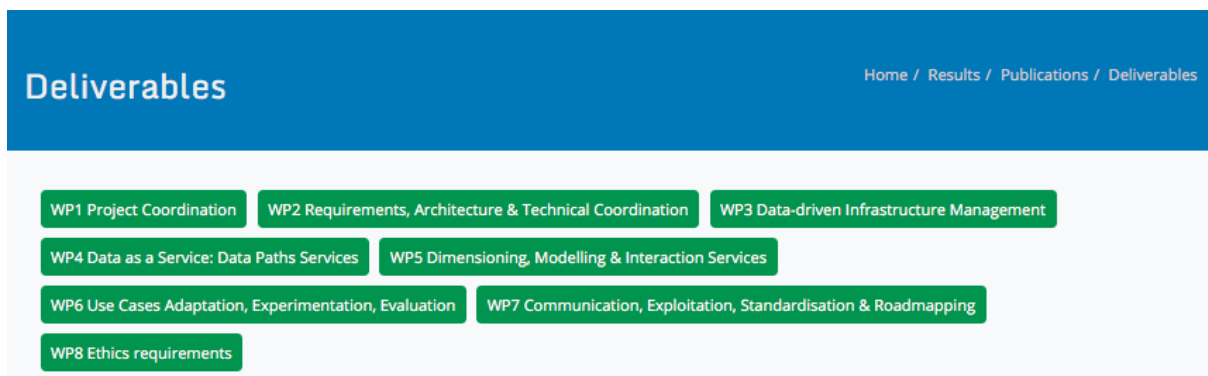 Deliverables
Home / Results / Publications / Deliverables
WP1 Project Coordination
WP2 Requirements, Architecture & Technical Coordination
WP3 Data-driven Infrastructure Management
WP4 Data as a Service: Data Paths Services
WP5 Dimensioning, Modelling & Interaction Services
WP6 Use Cases Adaptation, Experimentation, Evaluation
WP7 Communication, Exploitation, Standardisation & Roadmapping
WP8 Ethics requirements